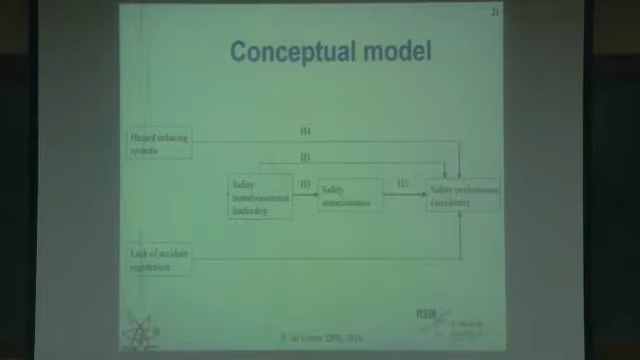 21
Conceptual model
H4
Hazard reducing
systems
H1
Safety
transformational
leadership
H3
Safety
consciousness
H2
Safety performance
(accidents)
Lack of accident
registration
RSM